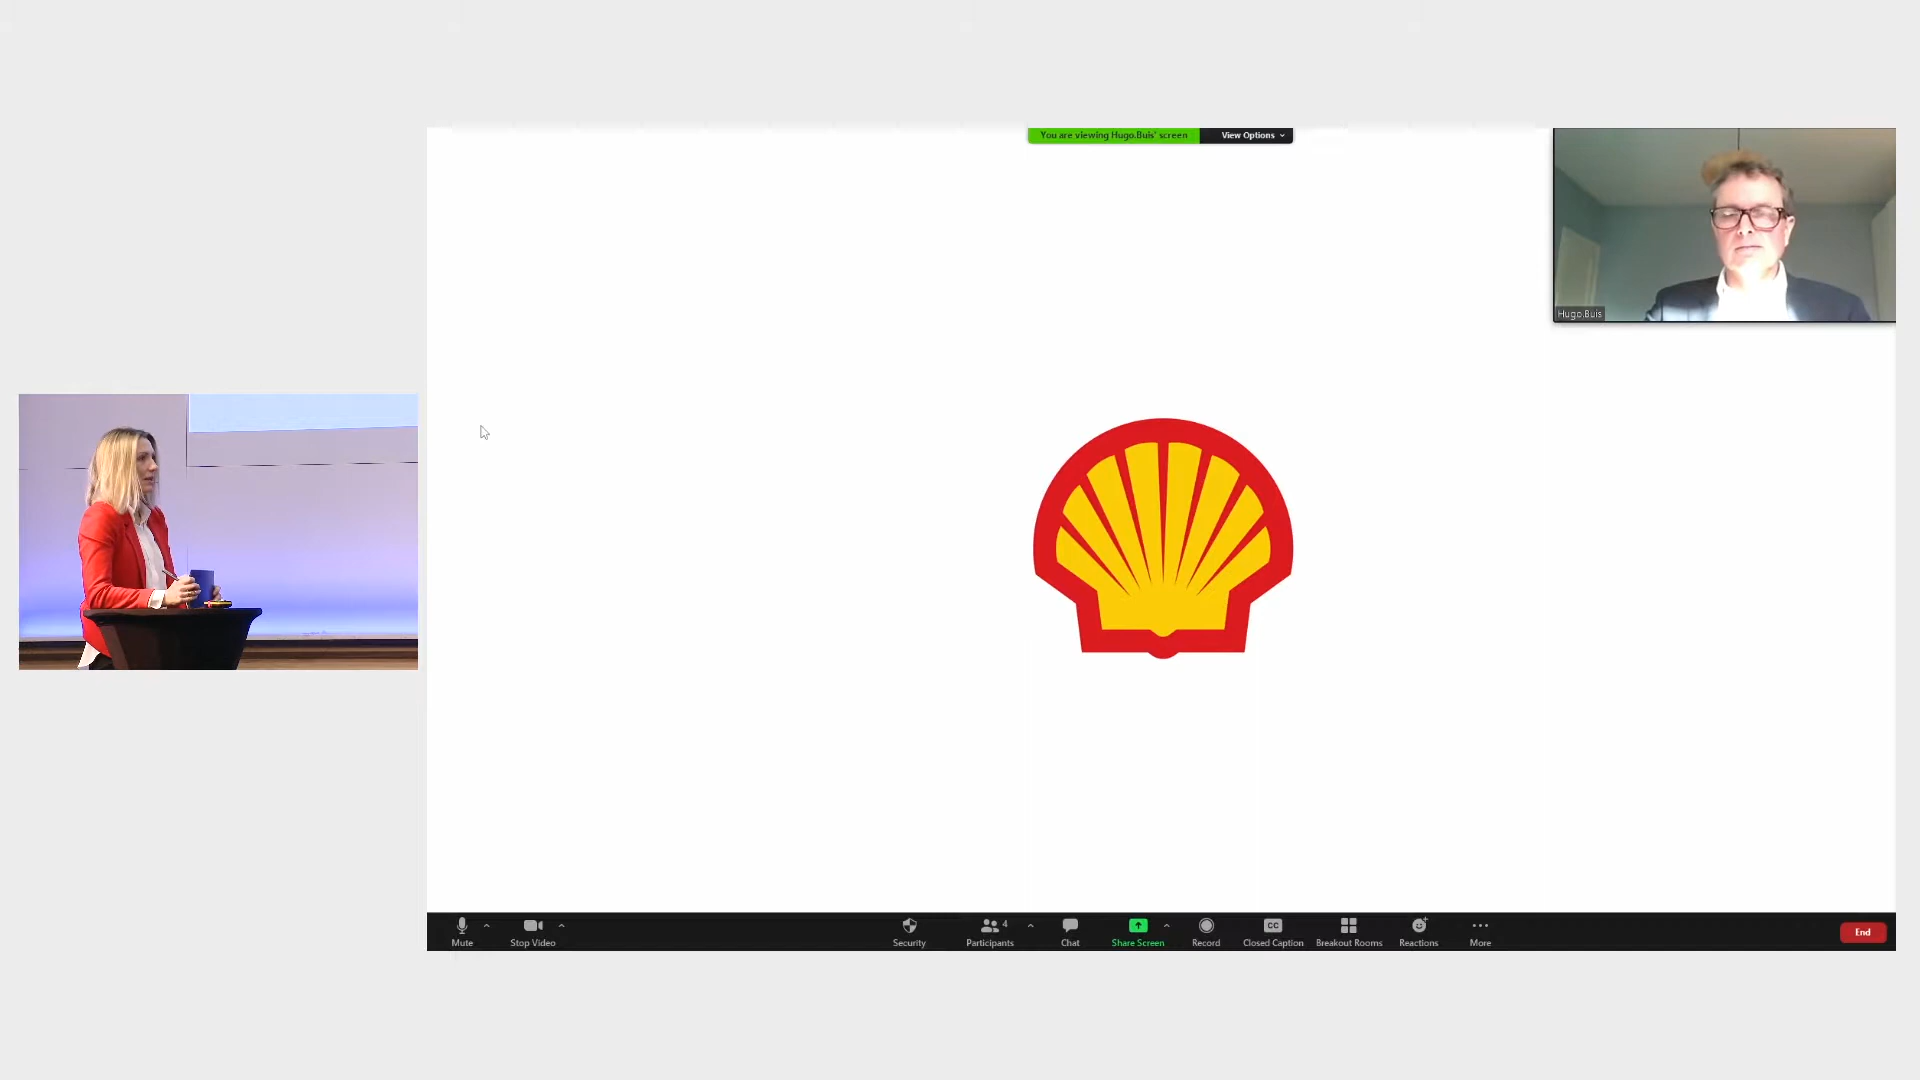 You are viewing Hugo.Buis' screen
View Options
Hugo.Buis
Mute
Stop Video
Security
Participants
4
Chat
Share Screen
Record
CC
Closed Caption
Breakout Rooms
Reactions
More
End